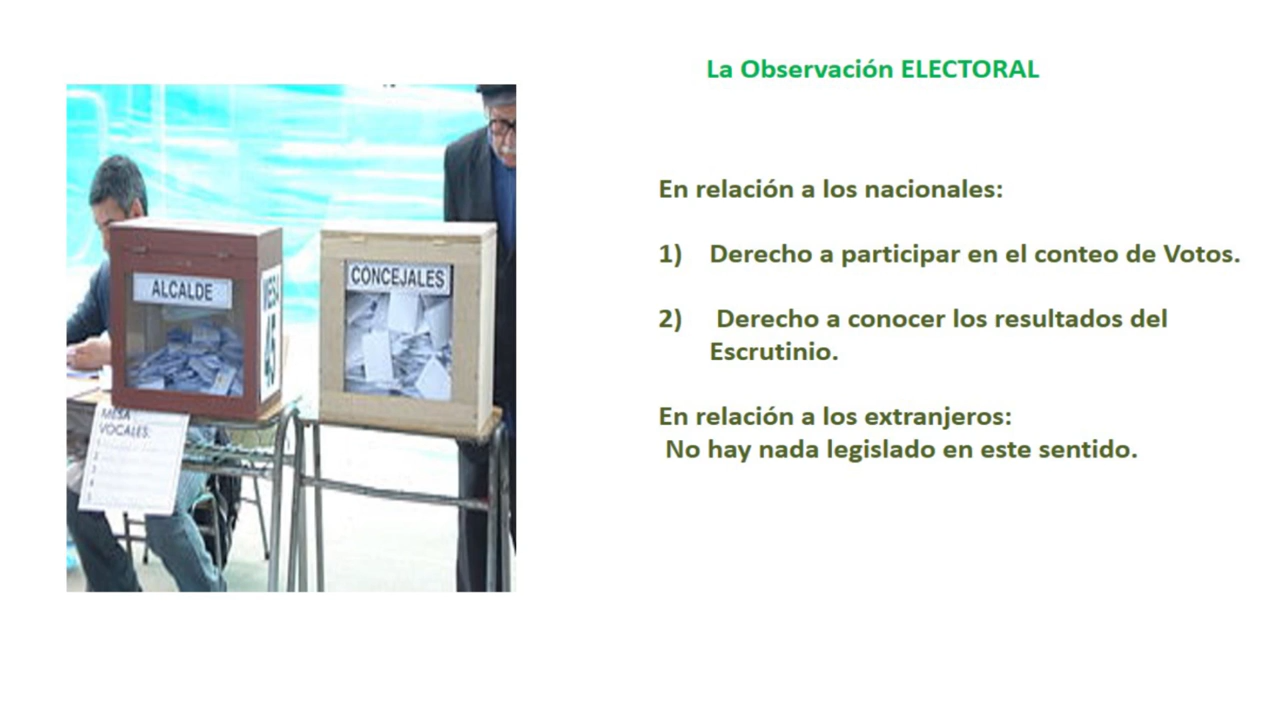 La Observación ELECTORAL
En relación a los nacionales:
1) Derecho a participar en el conteo de Votos.
2) Derecho a conocer los resultados del
Escrutinio.
En relación a los extranjeros:
No hay nada legislado en este sentido.
ALCALDE
MESA 45
CONCEJALES
MESA
VOCALES: